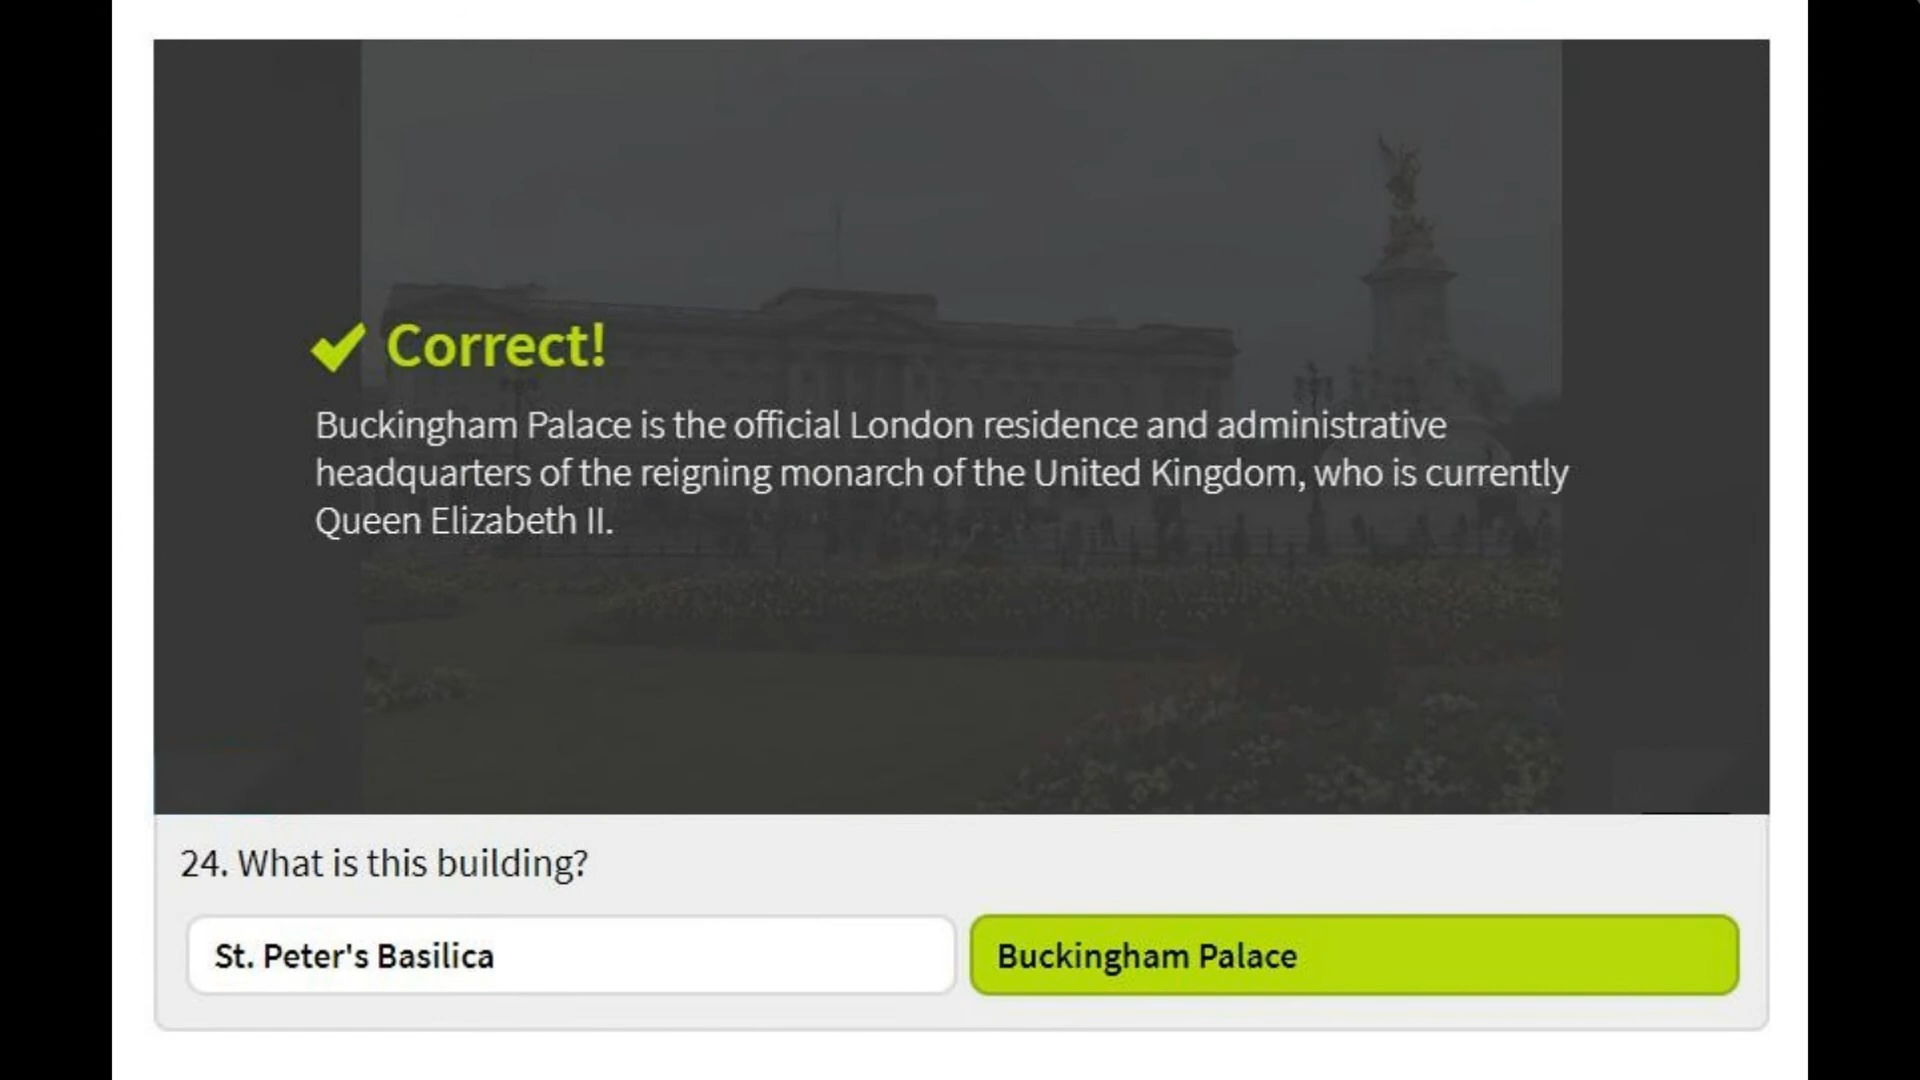 Correct!
Buckingham Palace is the official London residence and administrative
headquarters of the reigning monarch of the United Kingdom, who is currently
Queen Elizabeth II.
24. What is this building?
St. Peter's Basilica
Buckingham Palace